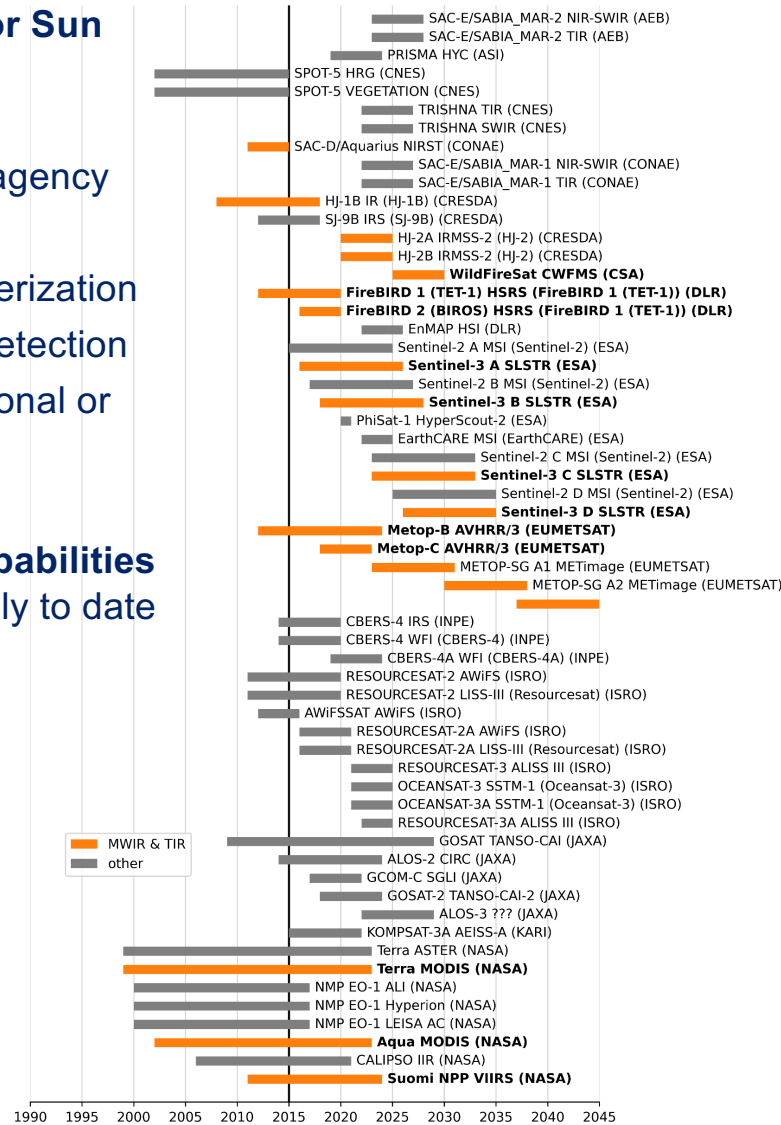 or Sun
agency
erization
etection
onal or
pabilities
ly to date
SAC-E/SABIA_MAR-2 NIR-SWIR (AEB)
SAC-E/SABIA_MAR-2 TIR (AEB)
PRISMA HYC (ASI)
SPOT-5 HRG (CNES)
SPOT-5 VEGETATION (CNES)
TRISHNA TIR (CNES)
TRISHNA SWIR (CNES)
SAC-D/Aquarius NIRST (CONAE)
SAC-E/SABIA_MAR-1 NIR-SWIR (CONAE)
SAC-E/SABIA_MAR-1 TIR (CONAE)
HJ-1B IR (HJ-1B) (CRESDA)
SJ-9B IRS (SJ-9B) (CRESDA)
HJ-2A IRMSS-2 (HJ-2) (CRESDA)
HJ-2B IRMSS-2 (HJ-2) (CRESDA)
WildFireSat CWFMS (CSA)
FireBIRD 1 (TET-1) HSRS (FireBIRD 1 (TET-1)) (DLR)
FireBIRD 2 (BIROS) HSRS (FireBIRD 1 (TET-1)) (DLR)
EnMAP HSI (DLR)
Sentinel-2 A MSI (Sentinel-2) (ESA)
Sentinel-3 A SLSTR (ESA)
Sentinel-2 B MSI (Sentinel-2) (ESA)
Sentinel-3 B SLSTR (ESA)
PhiSat-1 HyperScout-2 (ESA)
EarthCARE MSI (EarthCARE) (ESA)
Sentinel-2 C MSI (Sentinel-2) (ESA)
Sentinel-3 C SLSTR (ESA)
Sentinel-2 D MSI (Sentinel-2) (ESA)
Sentinel-3 D SLSTR (ESA)
Metop-B AVHRR/3 (EUMETSAT)
Metop-C AVHRR/3 (EUMETSAT)
METOP-SG A1 METimage (EUMETSAT)
METOP-SG A2 METimage (EUMETSAT)
CBERS-4 IRS (INPE)
CBERS-4 WFI (CBERS-4) (INPE)
CBERS-4A WFI (CBERS-4A) (INPE)
RESOURCESAT-2 AWiFS (ISRO)
RESOURCESAT-2 LISS-III (Resourcesat) (ISRO)
AWiFSSAT AWiFS (ISRO)
RESOURCESAT-2A AWiFS (ISRO)
RESOURCESAT-2A LISS-III (Resourcesat) (ISRO)
RESOURCESAT-3 ALISS III (ISRO)
OCEANSAT-3 SSTM-1 (Oceansat-3) (ISRO)
OCEANSAT-3A SSTM-1 (Oceansat-3) (ISRO)
RESOURCESAT-3A ALISS III (ISRO)
GOSAT TANSO-CAI (JAXA)
ALOS-2 CIRC (JAXA)
GCOM-C SGLI (JAXA)
GOSAT-2 TANSO-CAI-2 (JAXA)
ALOS-3 ??? (JAXA)
KOMPSAT-3A AEISS-A (KARI)
Terra ASTER (NASA)
Terra MODIS (NASA)
NMP EO-1 ALI (NASA)
NMP EO-1 Hyperion (NASA)
NMP EO-1 LEISA AC (NASA)
Aqua MODIS (NASA)
CALIPSO IIR (NASA)
Suomi NPP VIIRS (NASA)
MWIR & TIR
other
1990 1995 2000 2005 2010 2015 2020 2025 2030 2035 2040 2045